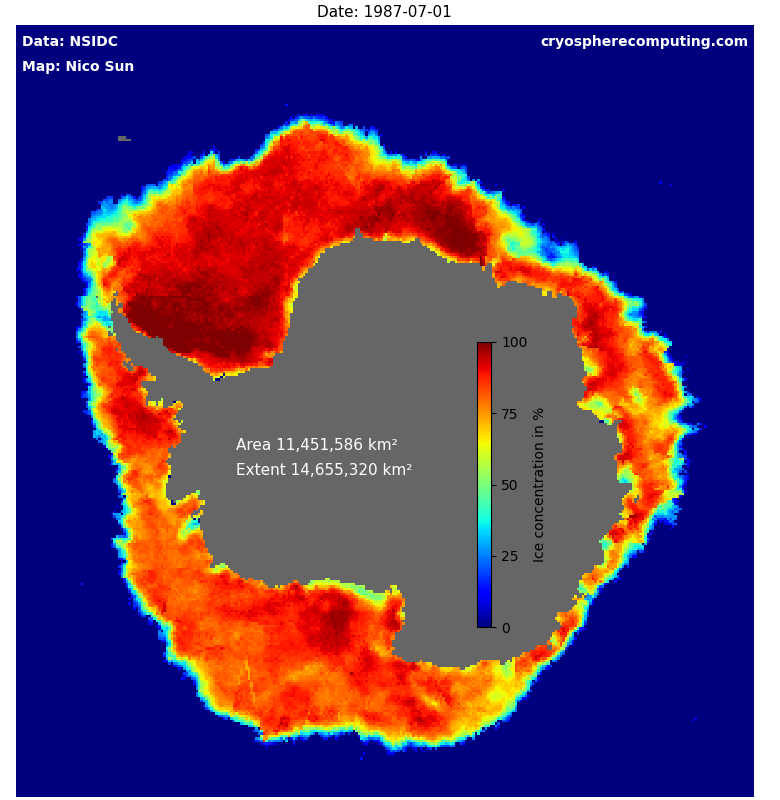 Date: 1987-07-01
Data: NSIDC
cryospherecomputing.com
Map: Nico Sun
100
75
50
25
0
Ice concentration in %
Area 11,451,586 km²
Extent 14,655,320 km²